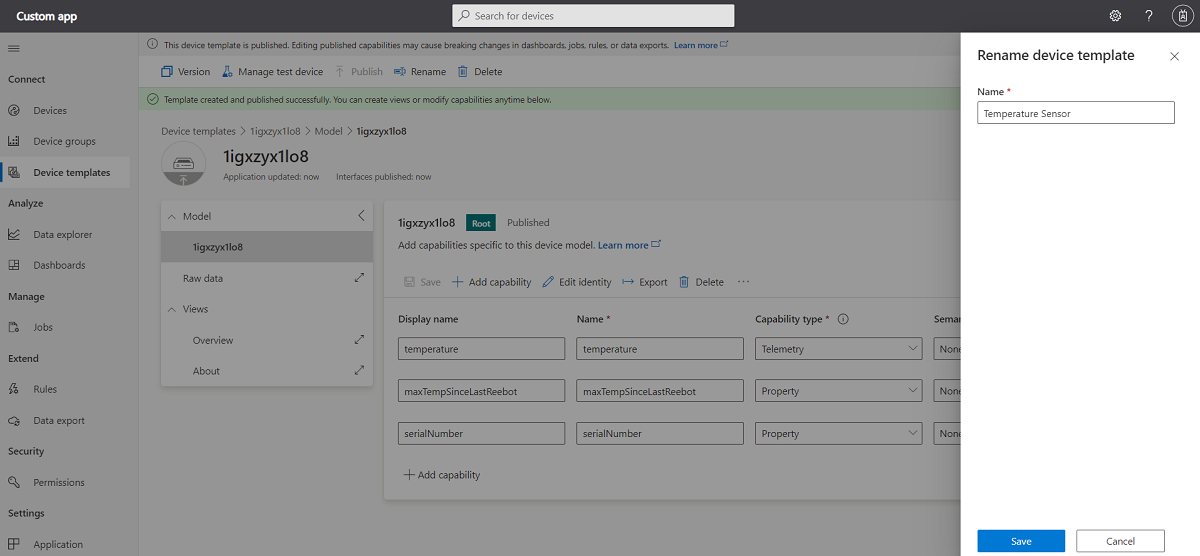 Custom app
Search for devices
?
This device template is published. Editing published capabilities may cause breaking changes in dashboards, jobs, rules, or data exports. Learn more
Version Manage test device Publish Rename Delete
Template created and published successfully. You can create views or modify capabilities anytime below.
Connect
Devices
Device groups
Device templates
Analyze
Data explorer
Dashboards
Manage
Jobs
Extend
Rules
Data export
Security
Permissions
Settings
Application
Device templates > 1igxzyx1lo8 > Model > 1igxzyx1lo8
1igxzyx1lo8
Application updated: now Interfaces published: now
Model
1igxzyx1lo8
Raw data
Views
Overview
About
1igxzyx1lo8 Root Published
Add capabilities specific to this device model. Learn more
Save Add capability Edit identity Export Delete ...
Display name Name * Capability type * Seman
temperature temperature Telemetry None
maxTempSinceLastReebot maxTempSinceLastReebot Property None
serialNumber serialNumber Property None
Add capability
Rename device template
Name *
Temperature Sensor
Save Cancel